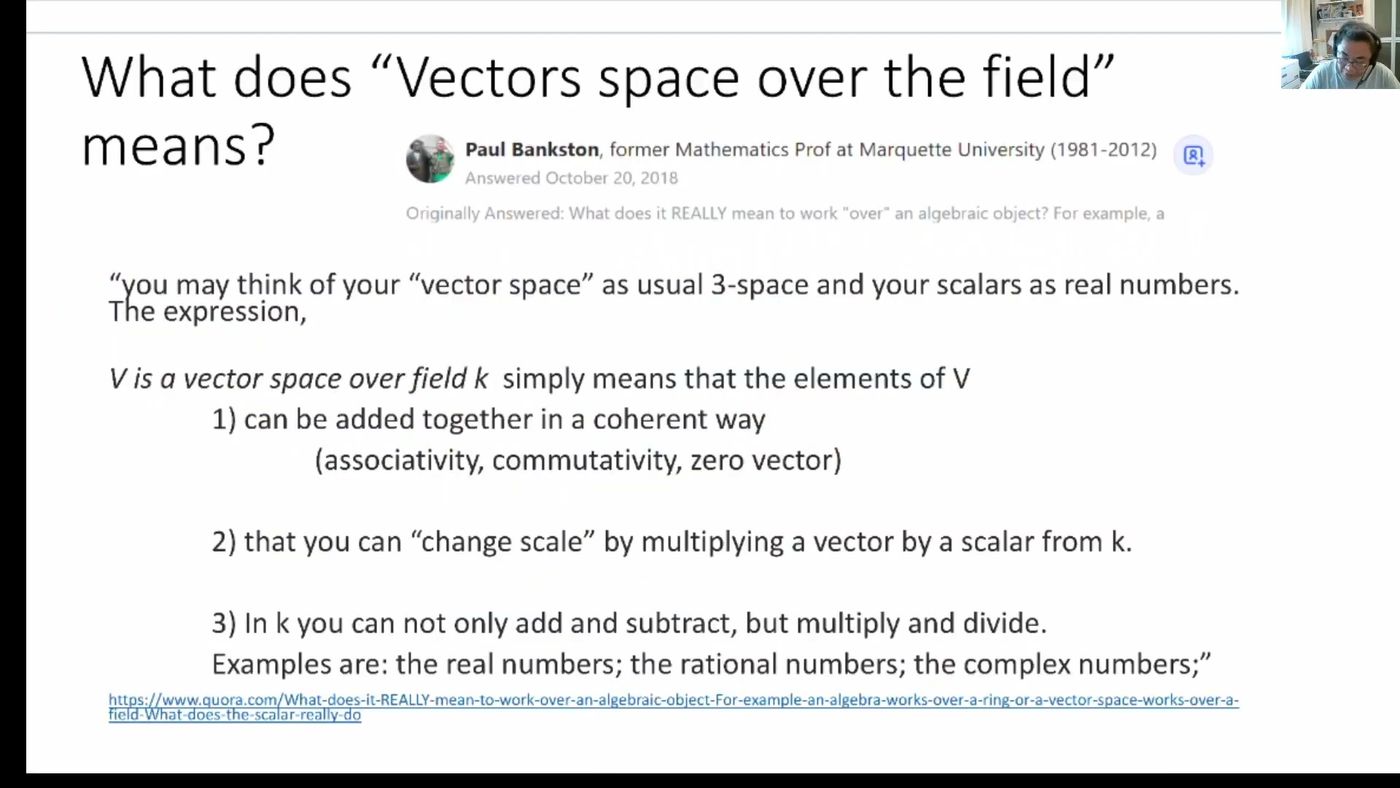 What does “Vectors space over the field”
means?
Paul Bankston, former Mathematics Prof at Marquette University (1981-2012)
Answered October 20, 2018
Originally Answered: What does it REALLY mean to work "over" an algebraic object? For example, a
“you may think of your “vector space” as usual 3-space and your scalars as real numbers.
The expression,
V is a vector space over field k simply means that the elements of V
1) can be added together in a coherent way
(associativity, commutativity, zero vector)
2) that you can “change scale” by multiplying a vector by a scalar from k.
3) In k you can not only add and subtract, but multiply and divide.
Examples are: the real numbers; the rational numbers; the complex numbers;”
https://www.quora.com/What-does-it-REALLY-mean-to-work-over-an-algebraic-object-For-example-an-algebra-works-over-a-ring-or-a-vector-space-works-over-a-
field-What-does-the-scalar-really-do